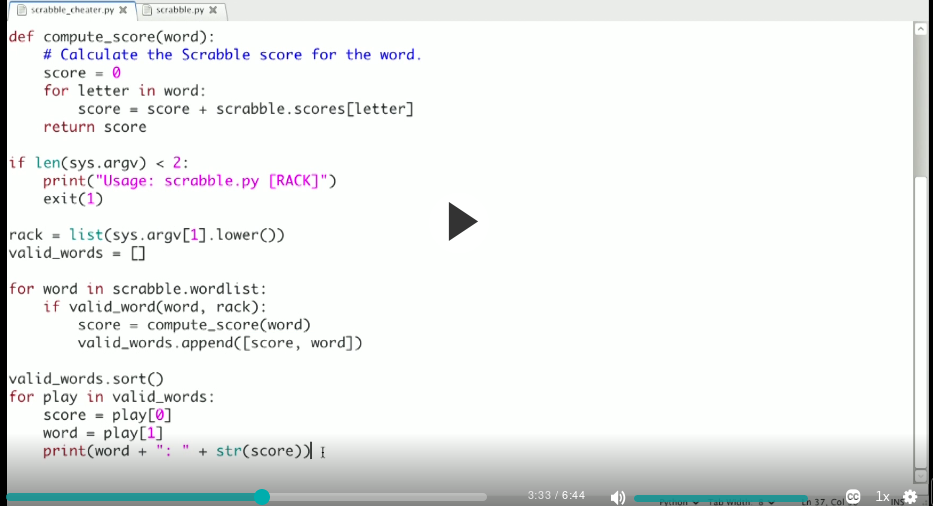 scrabble_cheater.py scrabble.py
def compute_score(word):
    # Calculate the Scrabble score for the word.
    score = 0
    for letter in word:
        score = score + scrabble.scores[letter]
    return score
if len(sys.argv) < 2:
    print("Usage: scrabble.py [RACK]")
    exit(1)
rack = list(sys.argv[1].lower())
valid_words = []
for word in scrabble.wordlist:
    if valid_word(word, rack):
        score = compute_score(word)
        valid_words.append([score, word])
valid_words.sort()
for play in valid_words:
    score = play[0]
    word = play[1]
    print(word + ": " + str(score))
3:33 / 6:44 CC 1x
Python Tab Width: 8 Ln 37, Col INS